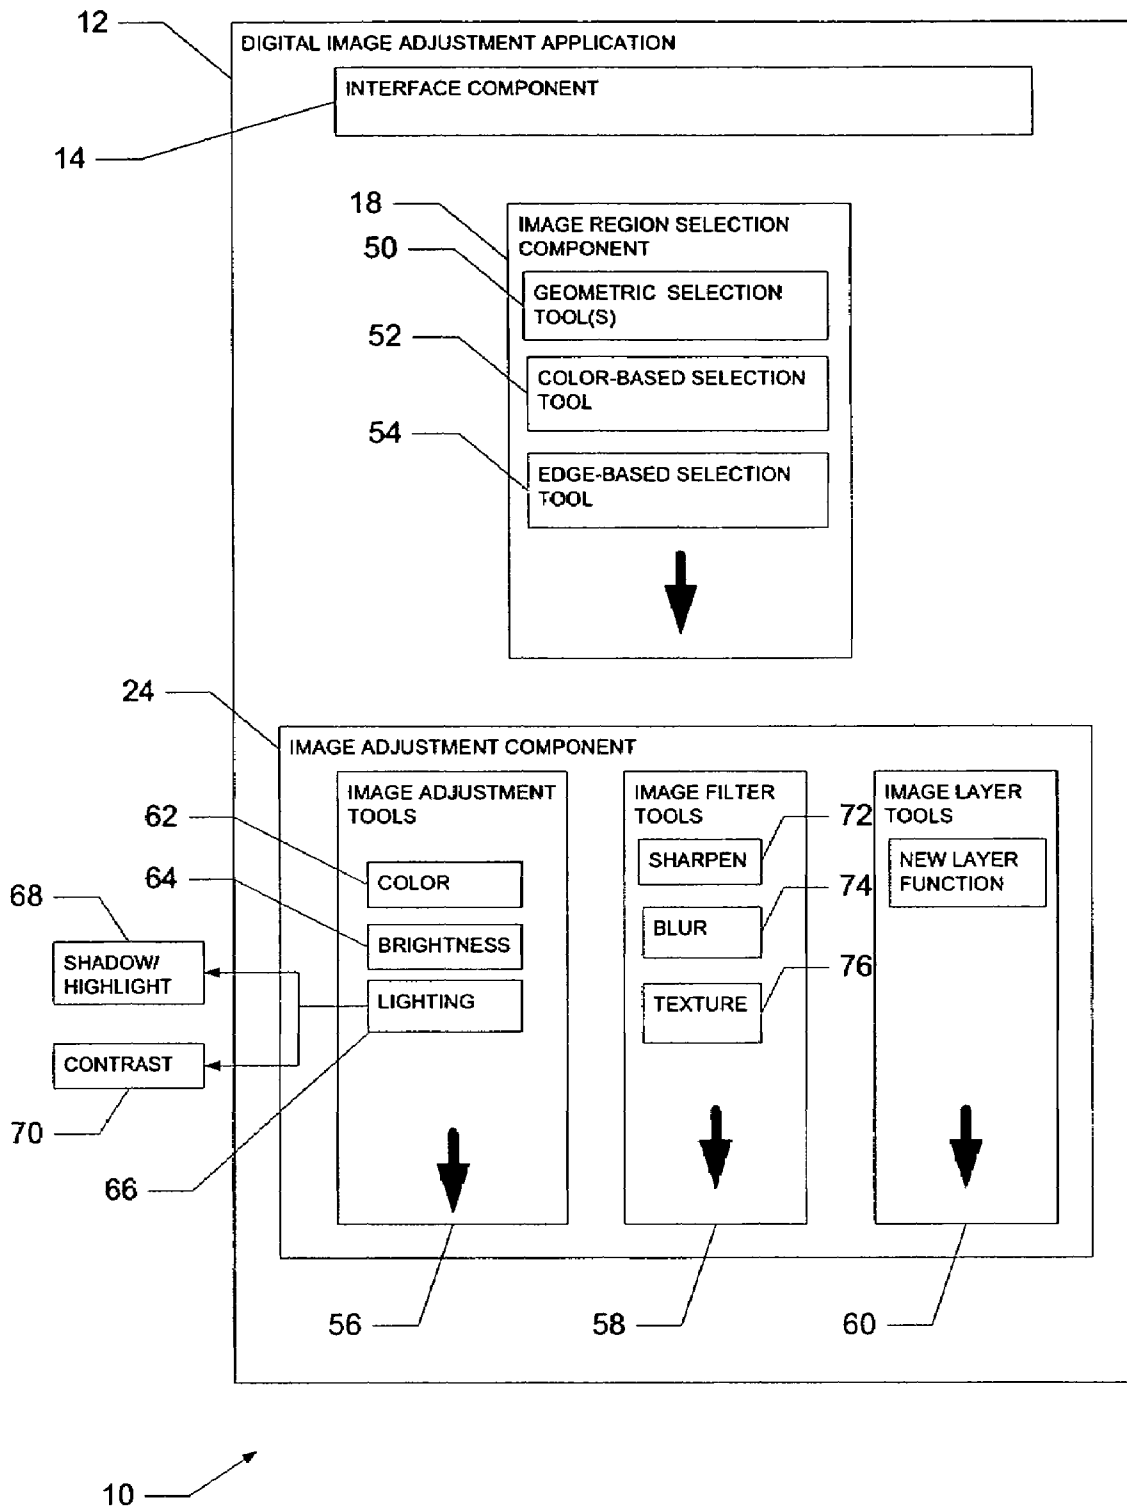 12
DIGITAL IMAGE ADJUSTMENT APPLICATION
INTERFACE COMPONENT
14
18
IMAGE REGION SELECTION
COMPONENT
50
GEOMETRIC SELECTION
TOOL(S)
52
COLOR-BASED SELECTION
TOOL
54
EDGE-BASED SELECTION
TOOL
24
IMAGE ADJUSTMENT COMPONENT
IMAGE ADJUSTMENT
TOOLS
62
COLOR
64
BRIGHTNESS
LIGHTING
68
SHADOW/
HIGHLIGHT
CONTRAST
70
66
IMAGE FILTER
TOOLS
72
SHARPEN
74
BLUR
76
TEXTURE
IMAGE LAYER
TOOLS
NEW LAYER
FUNCTION
56
58
60
10